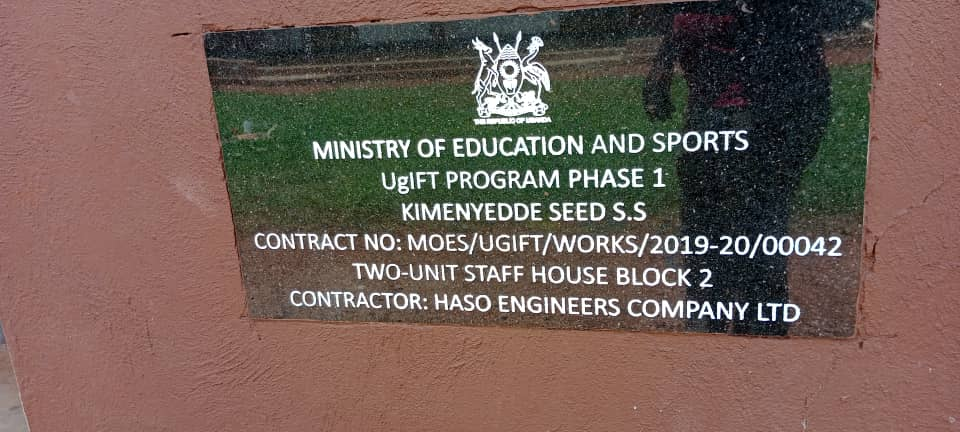 THE REPUBLIC OF UGANDA
MINISTRY OF EDUCATION AND SPORTS
UgIFT PROGRAM PHASE 1
KIMENYEDDE SEED S.S
CONTRACT NO: MOES/UGIFT/WORKS/2019-20/00042
TWO-UNIT STAFF HOUSE BLOCK 2
CONTRACTOR: HASO ENGINEERS COMPANY LTD